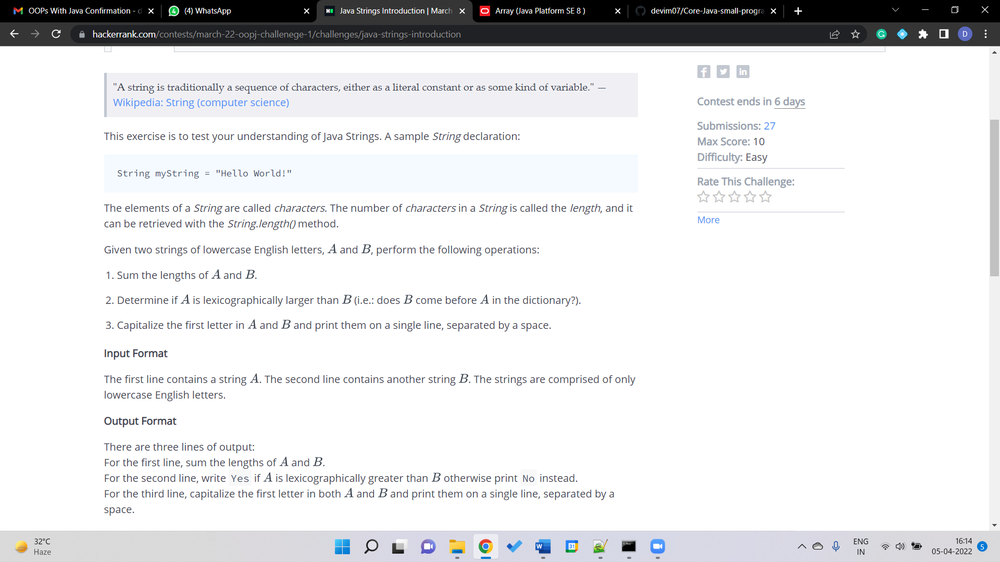 OOPs With Java Confirmation - d
(4) WhatsApp
Java Strings Introduction | March
Array (Java Platform SE 8 )
devim07/Core-Java-small-progra
hackerrank.com/contests/march-22-oopj-challenege-1/challenges/java-strings-introduction
D
"A string is traditionally a sequence of characters, either as a literal constant or as some kind of variable." —
Wikipedia: String (computer science)
This exercise is to test your understanding of Java Strings. A sample String declaration:
String myString = "Hello World!"
The elements of a String are called characters. The number of characters in a String is called the length, and it
can be retrieved with the String.length() method.
Given two strings of lowercase English letters, A and B, perform the following operations:
1. Sum the lengths of A and B.
2. Determine if A is lexicographically larger than B (i.e.: does B come before A in the dictionary?).
3. Capitalize the first letter in A and B and print them on a single line, separated by a space.
Input Format
The first line contains a string A. The second line contains another string B. The strings are comprised of only
lowercase English letters.
Output Format
There are three lines of output:
For the first line, sum the lengths of A and B.
For the second line, write Yes if A is lexicographically greater than B otherwise print No instead.
For the third line, capitalize the first letter in both A and B and print them on a single line, separated by a
space.
Contest ends in 6 days
Submissions: 27
Max Score: 10
Difficulty: Easy
Rate This Challenge:
More
32°C
Haze
31
ENG
IN
16:14
05-04-2022
5